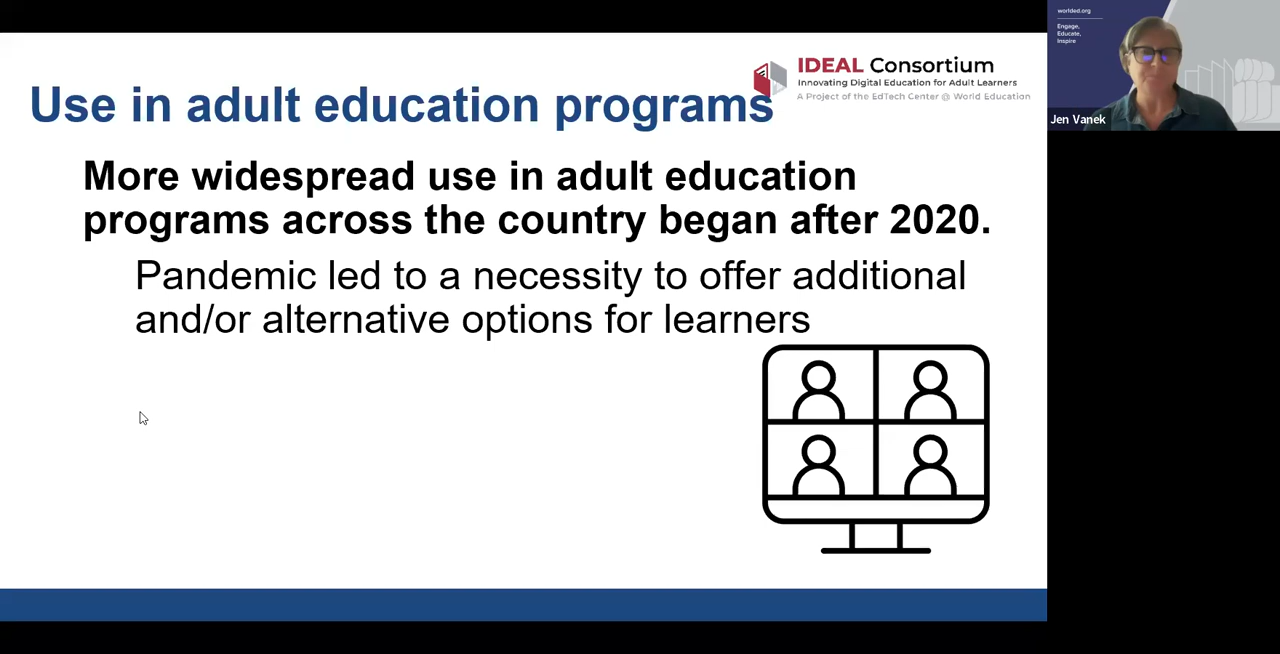 Use in adult education programs
IDEAL Consortium
Innovating Digital Education for Adult Learners
A Project of the EdTech Center @ World Education
More widespread use in adult education
programs across the country began after 2020.
Pandemic led to a necessity to offer additional
and/or alternative options for learners
worlded.org
Engage,
Educate,
Inspire
Jen Vanek